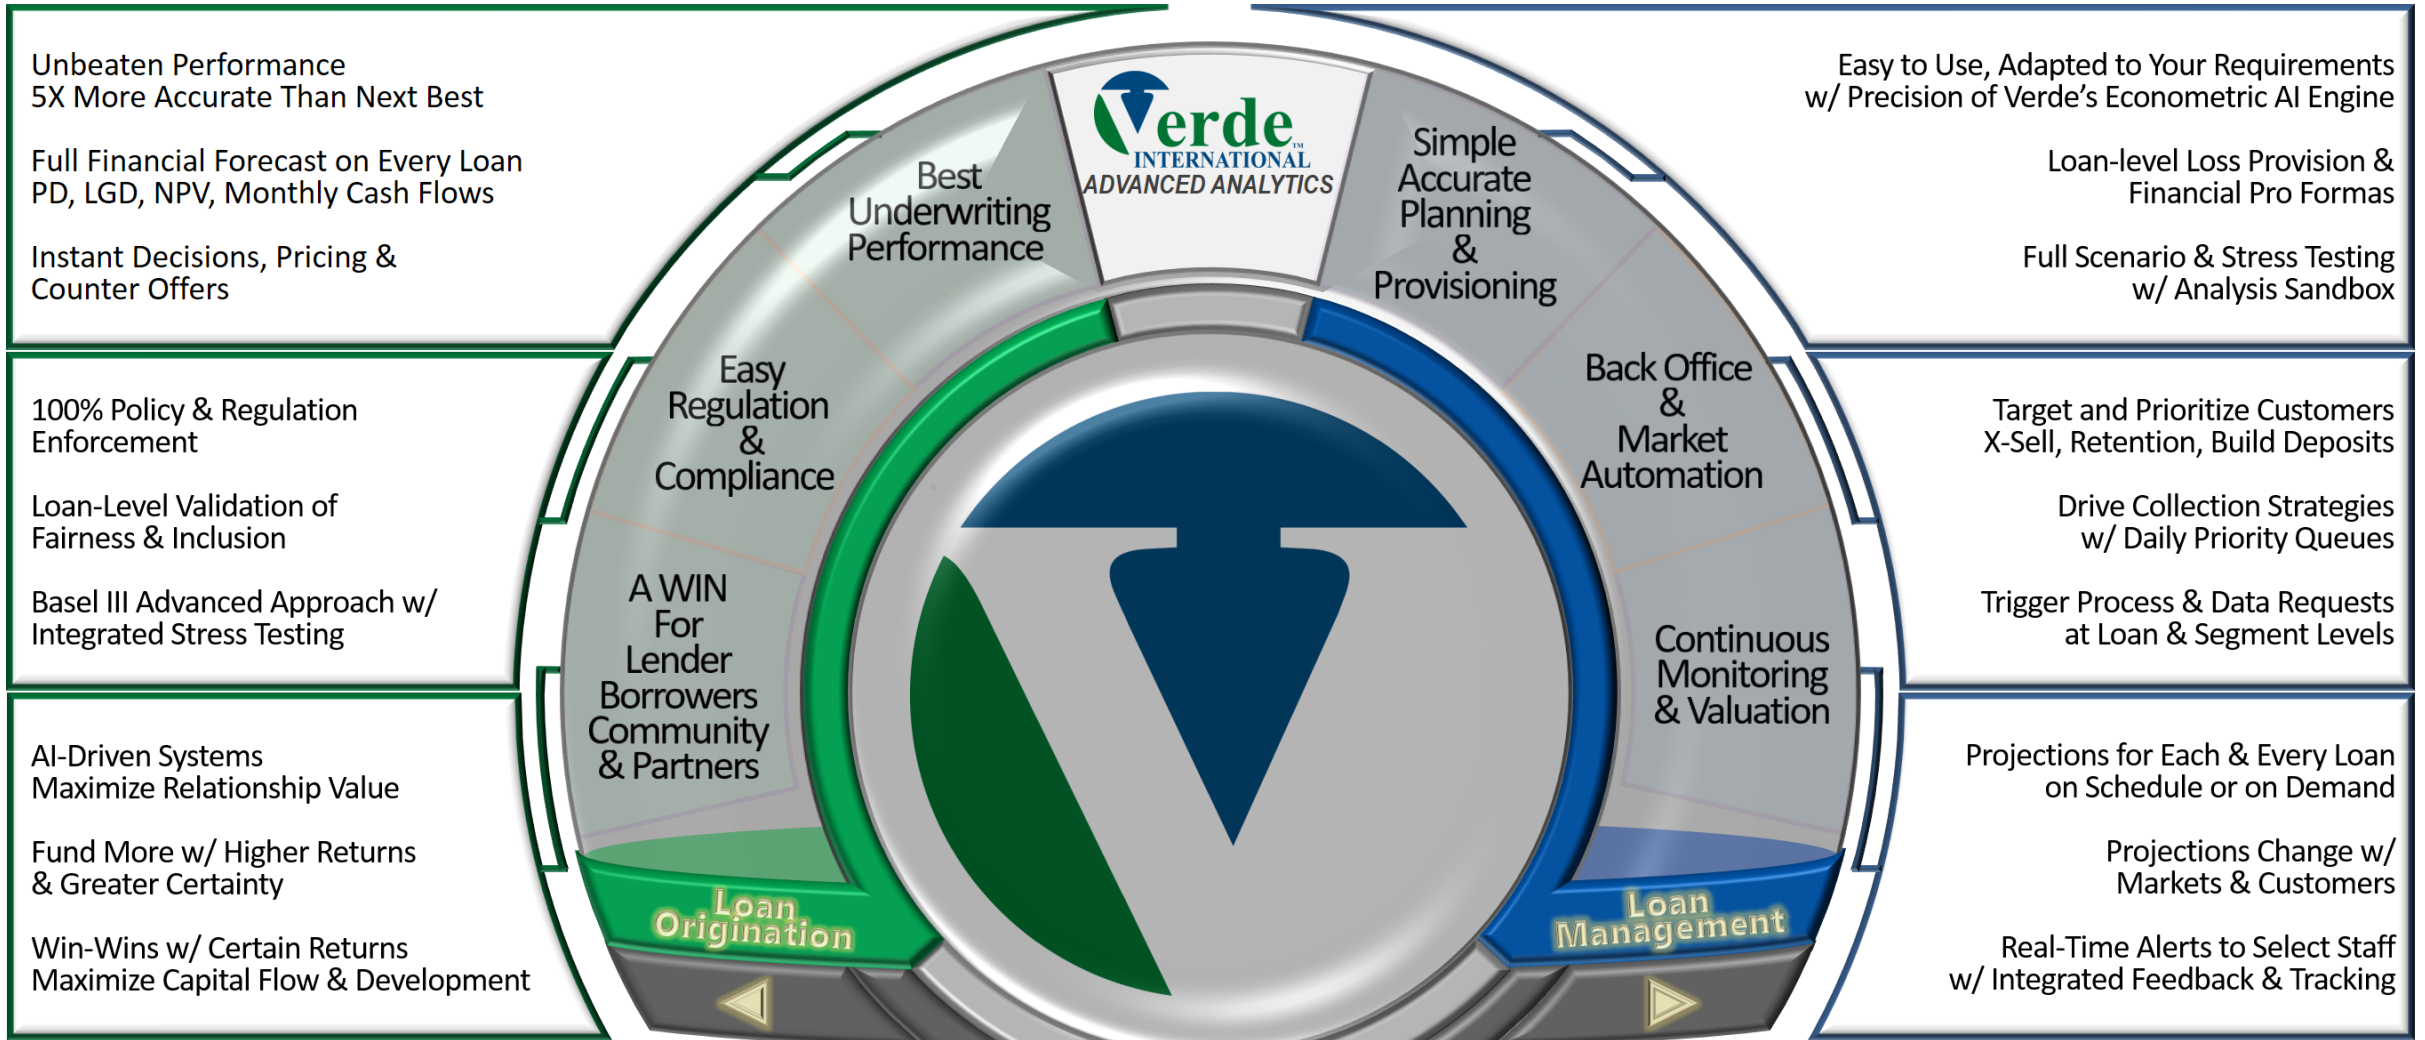 Unbeaten Performance
5X More Accurate Than Next Best
Full Financial Forecast on Every Loan
PD, LGD, NPV, Monthly Cash Flows
Instant Decisions, Pricing &
Counter Offers
100% Policy & Regulation
Enforcement
Loan-Level Validation of
Fairness & Inclusion
Basel III Advanced Approach w/
Integrated Stress Testing
AI-Driven Systems
Maximize Relationship Value
Fund More w/ Higher Returns
& Greater Certainty
Win-Wins w/ Certain Returns
Maximize Capital Flow & Development
Best
Underwriting
Performance
Easy
Regulation
&
Compliance
A WIN
For
Lender
Borrowers
Community
& Partners
Loan
Origination
Verde™
INTERNATIONAL
ADVANCED ANALYTICS
Simple
Accurate
Planning
&
Provisioning
Back Office
&
Market
Automation
Continuous
Monitoring
& Valuation
Loan
Management
Easy to Use, Adapted to Your Requirements
w/ Precision of Verde’s Econometric AI Engine
Loan-level Loss Provision &
Financial Pro Formas
Full Scenario & Stress Testing
w/ Analysis Sandbox
Target and Prioritize Customers
X-Sell, Retention, Build Deposits
Drive Collection Strategies
w/ Daily Priority Queues
Trigger Process & Data Requests
at Loan & Segment Levels
Projections for Each & Every Loan
on Schedule or on Demand
Projections Change w/
Markets & Customers
Real-Time Alerts to Select Staff
w/ Integrated Feedback & Tracking